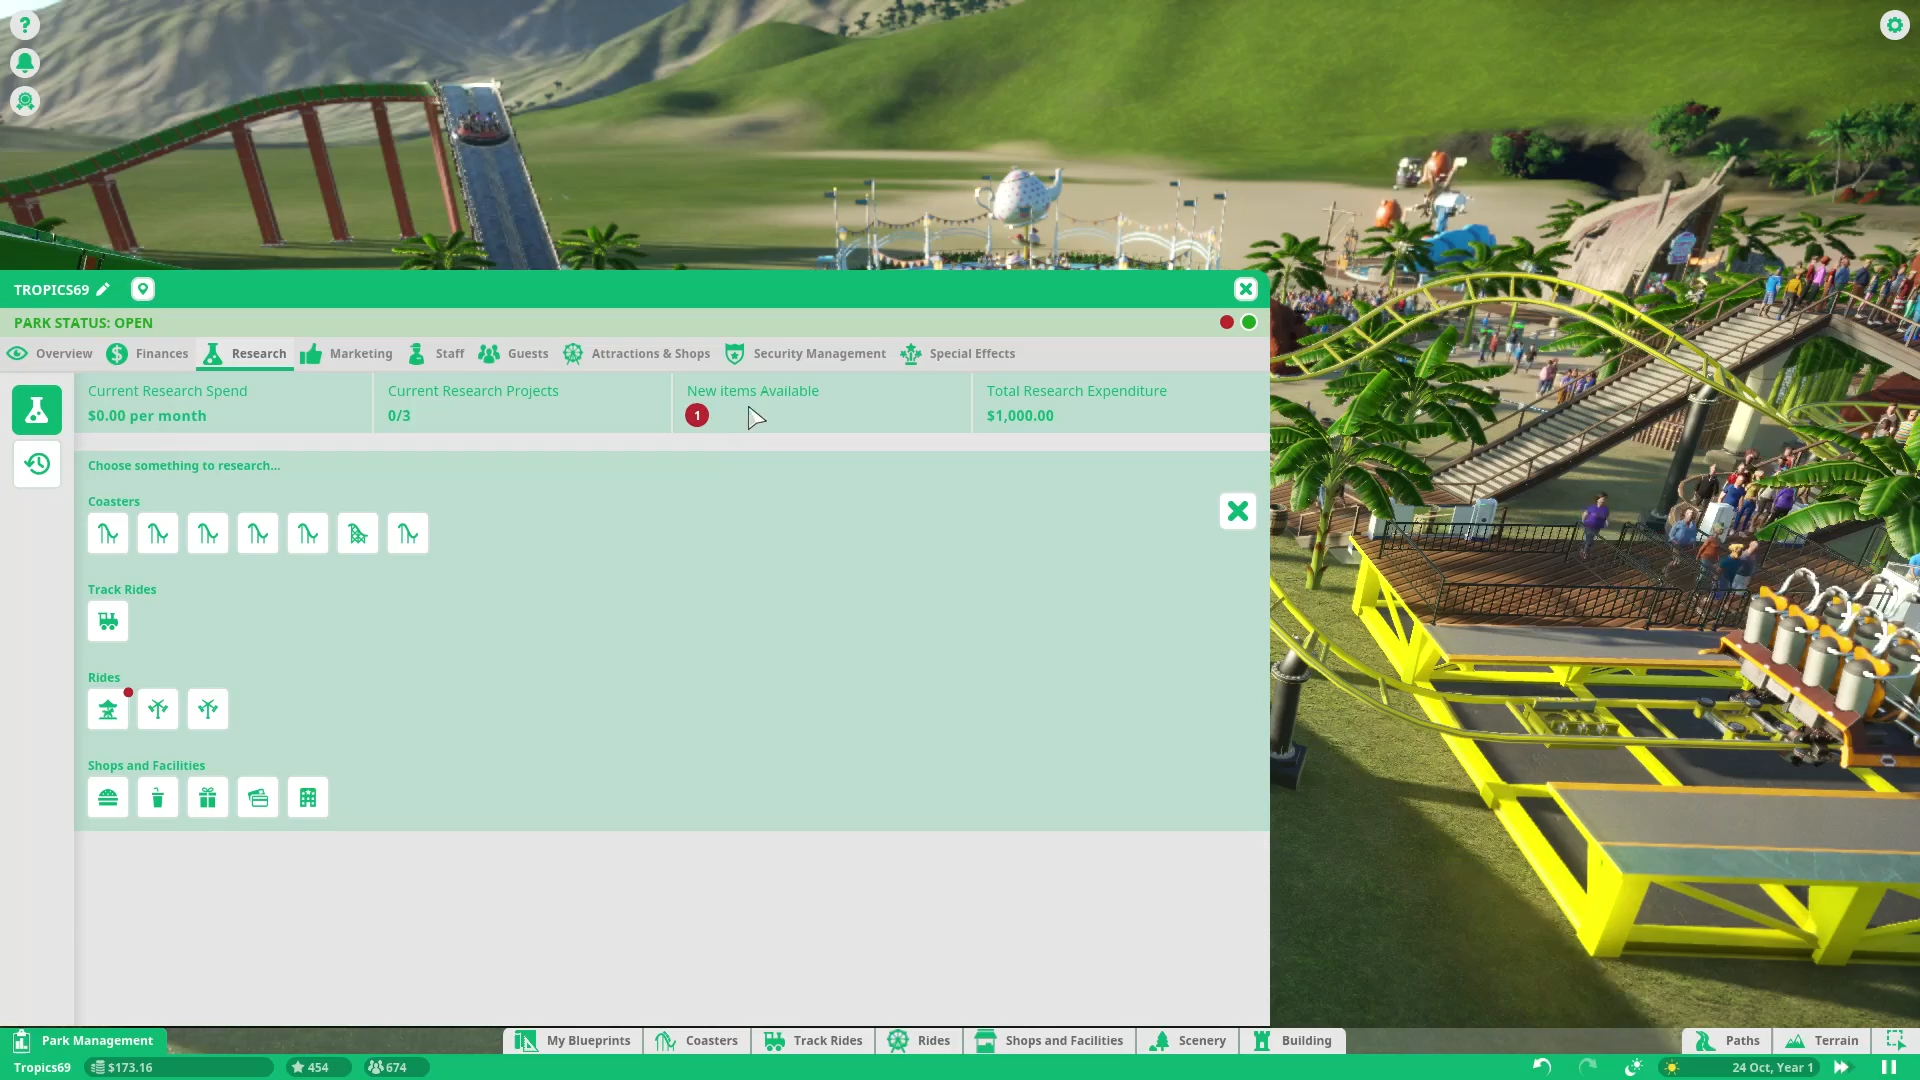 TROPICS69
PARK STATUS: OPEN
Overview
Finances
Research
Marketing
Staff
Guests
Attractions & Shops
Security Management
Special Effects
Current Research Spend
$0.00 per month
Current Research Projects
0/3
New items Available
1
Total Research Expenditure
$1,000.00
Choose something to research...
Coasters
Track Rides
Rides
Shops and Facilities
Park Management
My Blueprints
Coasters
Track Rides
Rides
Shops and Facilities
Scenery
Building
Paths
Terrain
Tropics69
$173.16
454
674
24 Oct, Year 1